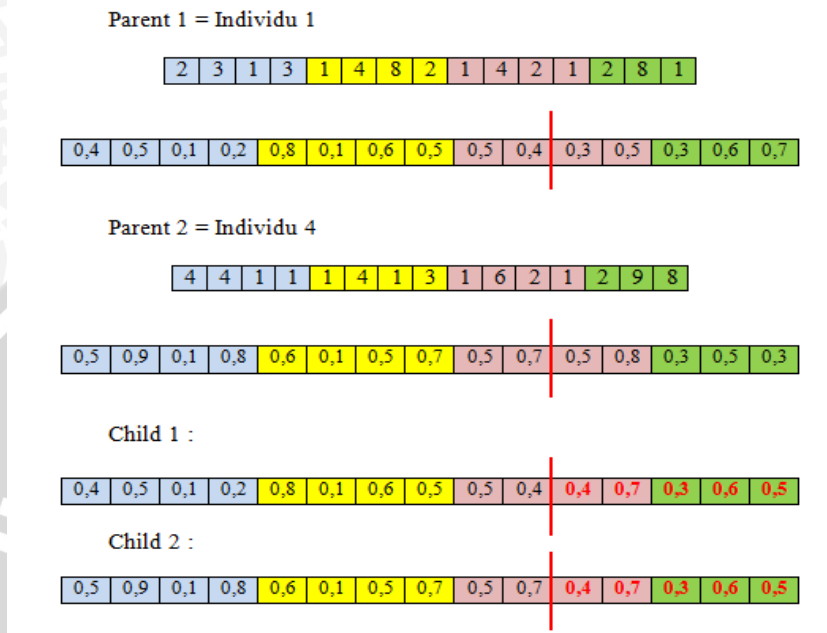 Parent 1 = Individu 1
2 3 1 3 1 4 8 2 1 4 2 1 2 8 1
0,4 0,5 0,1 0,2 0,8 0,1 0,6 0,5 0,5 0,4 0,3 0,5 0,3 0,6 0,7
Parent 2 = Individu 4
4 4 1 1 1 4 1 3 1 6 2 1 2 9 8
0,5 0,9 0,1 0,8 0,6 0,1 0,5 0,7 0,5 0,7 0,5 0,8 0,3 0,5 0,3
Child 1 :
0,4 0,5 0,1 0,2 0,8 0,1 0,6 0,5 0,5 0,4 0,4 0,7 0,3 0,6 0,5
Child 2 :
0,5 0,9 0,1 0,8 0,6 0,1 0,5 0,7 0,5 0,7 0,4 0,7 0,3 0,6 0,5